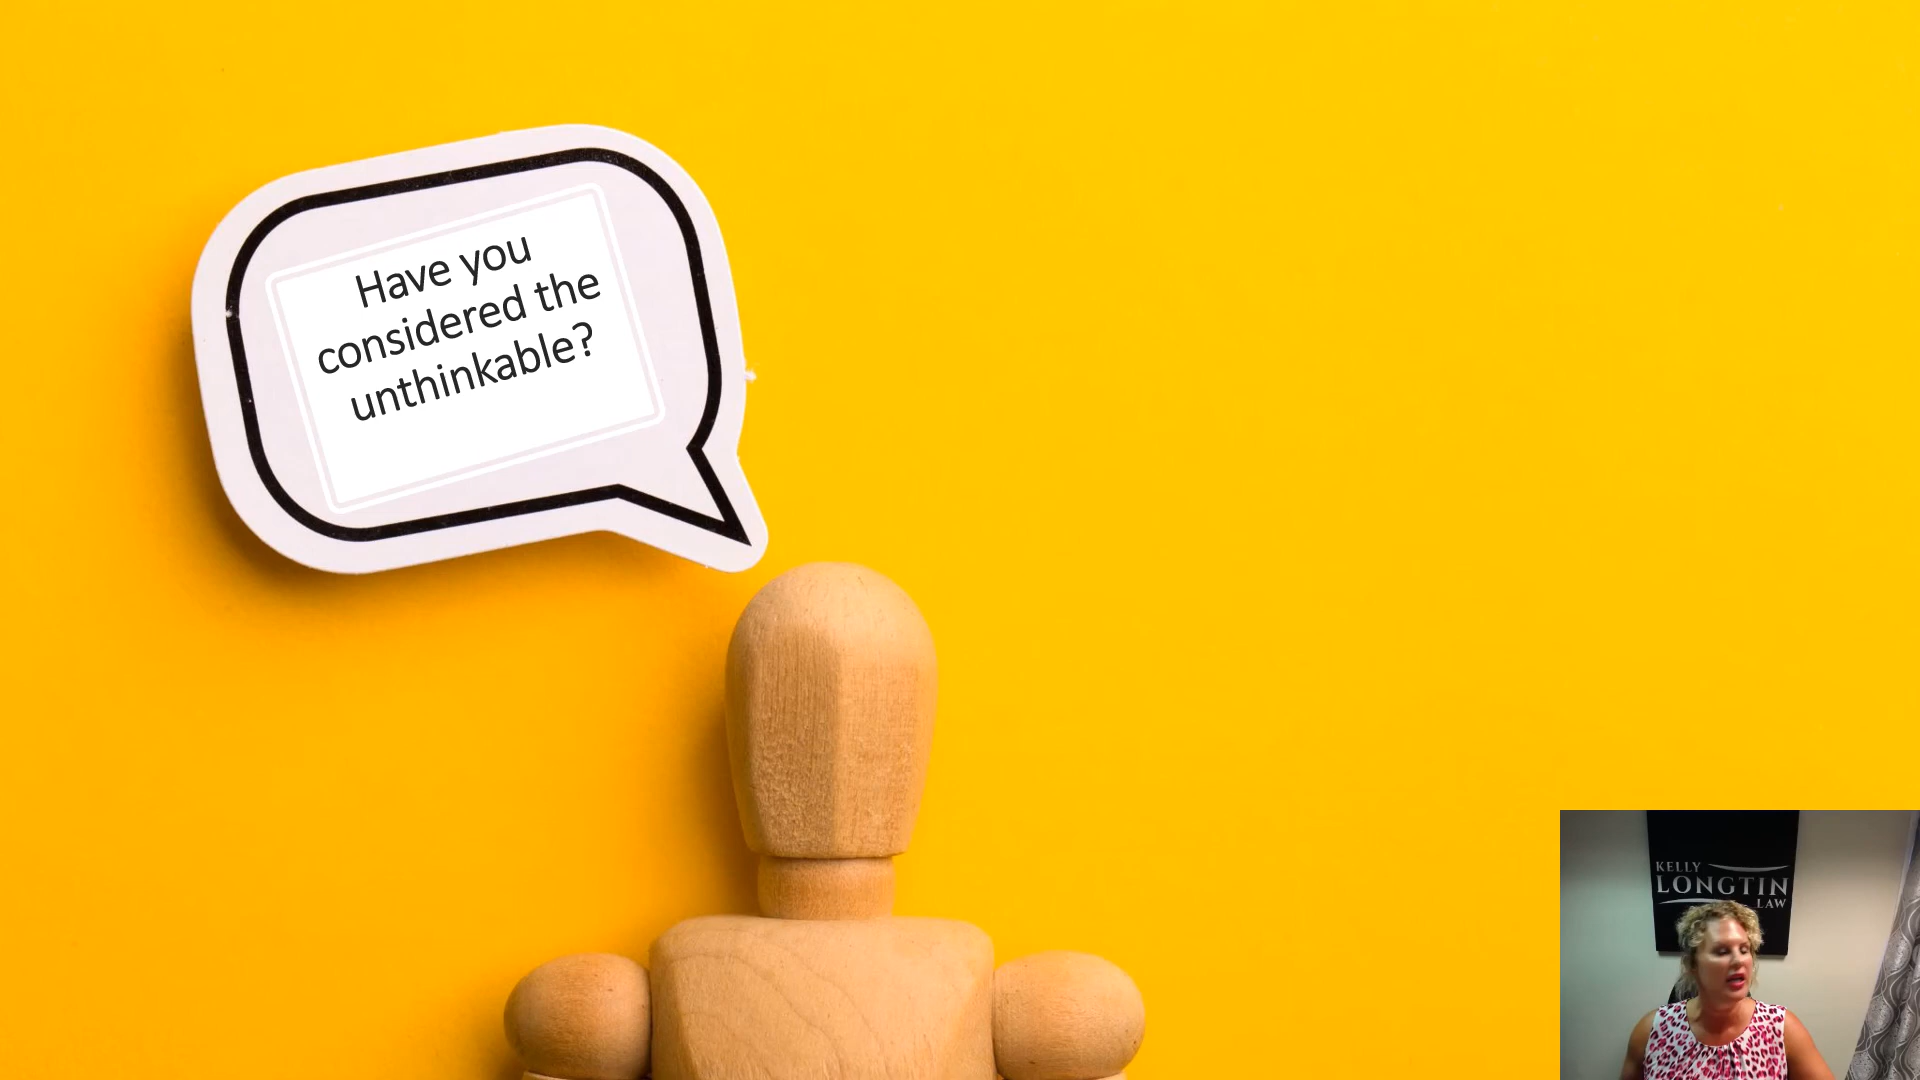 Have you
considered the
unthinkable?
KELLY
LONGTIN
LAW